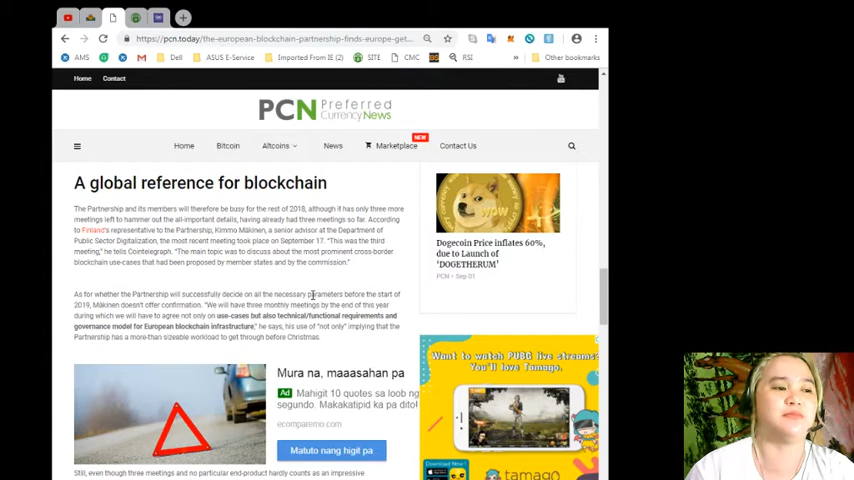 https://pcn.today/the-european-blockchain-partnership-finds-europe-get...
AMS
Dell
ASUS E-Service
Imported From IE (2)
SITE
CMC
RSI
»
Other bookmarks
Home
Contact
PCN Preferred
Currency News
Home
Bitcoin
Altcoins
News
Marketplace
NEW
Contact Us
A global reference for blockchain
The Partnership and its members will therefore be busy for the rest of 2018, although it has only three more
meetings left to hammer out the all-important details, having already had three meetings so far. According
to Finland's representative to the Partnership, Kimmo Mäkinen, a senior advisor at the Department of
Public Sector Digitalization, the most recent meeting took place on September 17. "This was the third
meeting," he tells Cointelegraph. "The main topic was to discuss about the most prominent cross-border
blockchain use-cases that had been proposed by member states and by the commission."
As for whether the Partnership will successfully decide on all the necessary parameters before the start of
2019, Mäkinen doesn't offer confirmation. "We will have three monthly meetings by the end of this year
during which we will have to agree not only on use-cases but also technical/functional requirements and
governance model for European blockchain infrastructure," he says, his use of "not only" implying that the
Partnership has a more-than sizeable workload to get through before Christmas.
Mura na, maaasahan pa
Ad Mahigit 10 quotes sa loob ng
segundo. Makakatipid ka pa dito!
ecomparemo.com
Matuto nang higit pa
Still, even though three meetings and no particular end-product hardly counts as an impressive
WOW
Dogecoin Price inflates 60%,
due to Launch of
'DOGETHERUM'
PCN • Sep 01
Want to watch PUBG live streams?
You'll love Tamago.
Download Now!
tamago